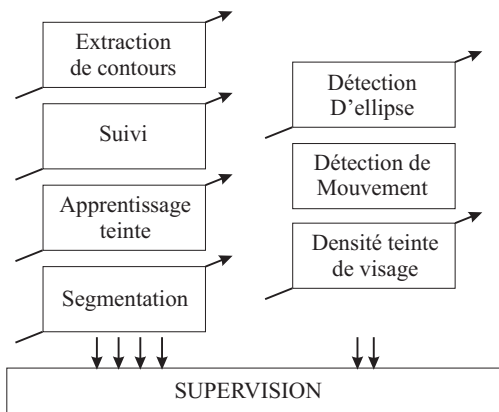 Extraction
de contours
Suivi
Apprentissage
teinte
Segmentation
Détection
D'ellipse
Détection de
Mouvement
Densité teinte
de visage
SUPERVISION